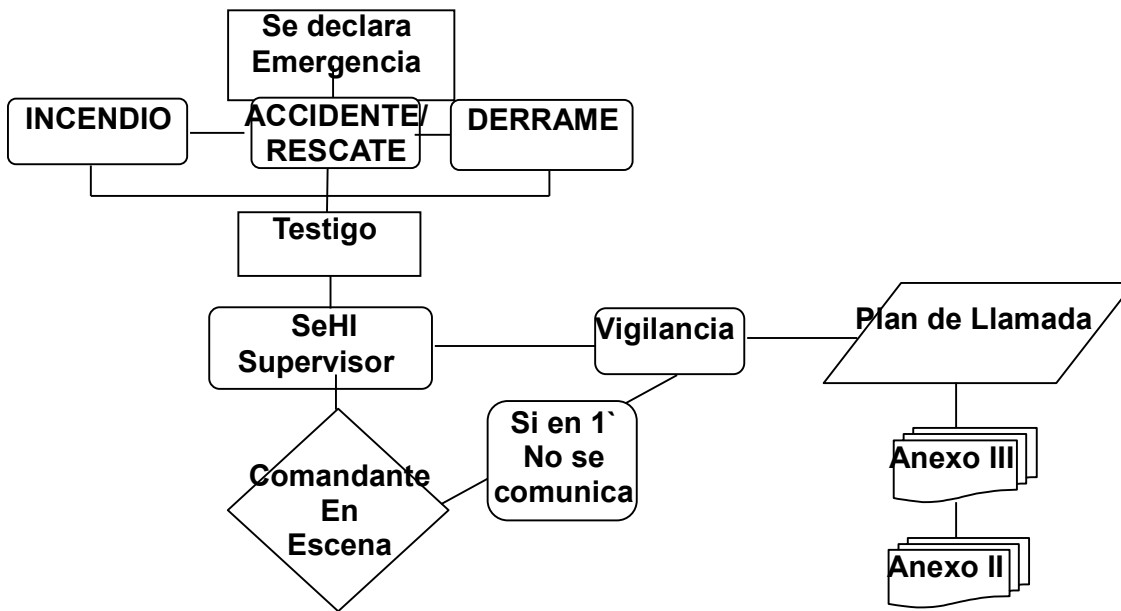 Se declara
Emergencia
INCENDIO
ACCIDENTE/
RESCATE
DERRAME
Testigo
SeHI
Supervisor
Vigilancia
Plan de Llamada
Si en 1`
No se
comunica
Comandante
En
Escena
Anexo III
Anexo II